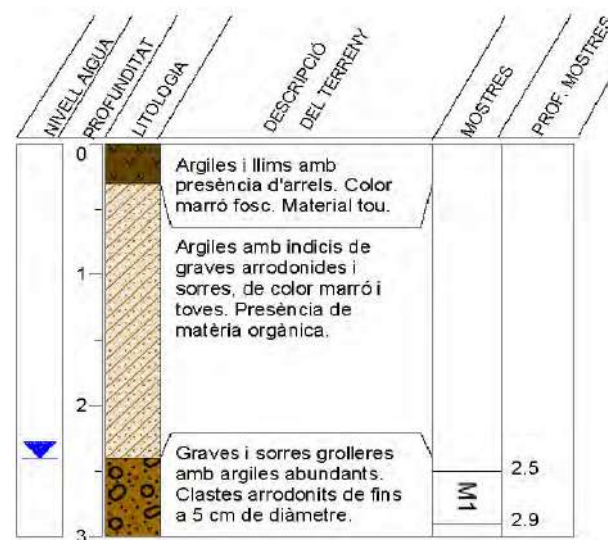 NIVELL AIGUA
PROFUNDITAT
LITOLOGIA
DESCRIPCIÓ
DEL TERRENY
MOSTRES
PROF. MOSTRES
0
Argiles i llims amb
presència d'arrels. Color
marró fosc. Material tou.
Argiles amb indicis de
graves arrodonides i
sorres, de color marró i
toves. Presència de
matèria orgànica.
1
2
Graves i sorres grolleres
amb argiles abundants.
Clastes arrodonits de fins
a 5 cm de diàmetre.
2.5
M1
2.9
3